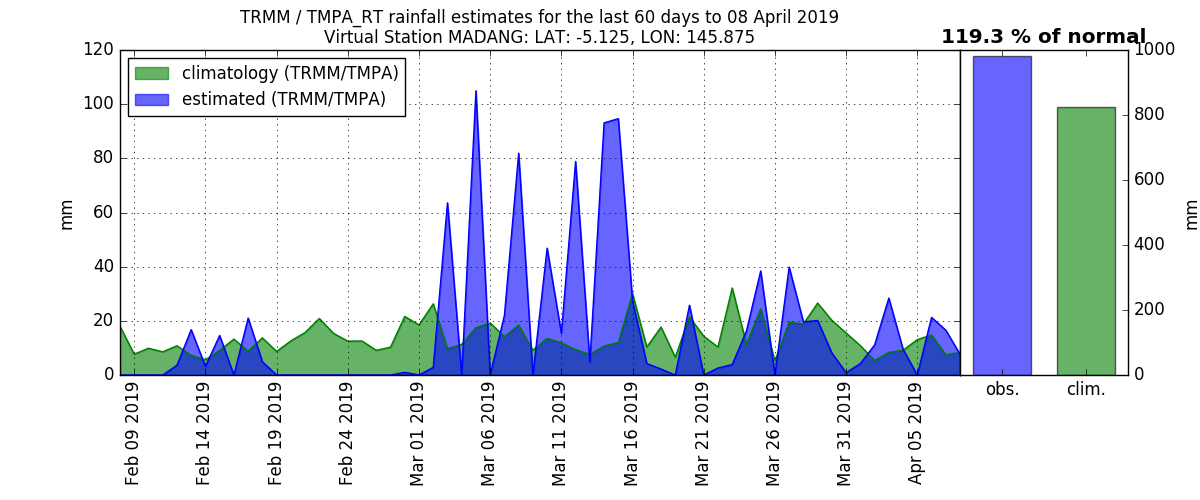 TRMM / TMPA_RT rainfall estimates for the last 60 days to 08 April 2019
Virtual Station MADANG: LAT: -5.125, LON: 145.875
119.3 % of normal
climatology (TRMM/TMPA)
estimated (TRMM/TMPA)
120
100
80
60
40
20
0
mm
Feb 09 2019
Feb 14 2019
Feb 19 2019
Feb 24 2019
Mar 01 2019
Mar 06 2019
Mar 11 2019
Mar 16 2019
Mar 21 2019
Mar 26 2019
Mar 31 2019
Apr 05 2019
obs.
clim.
1000
800
600
400
200
0
mm